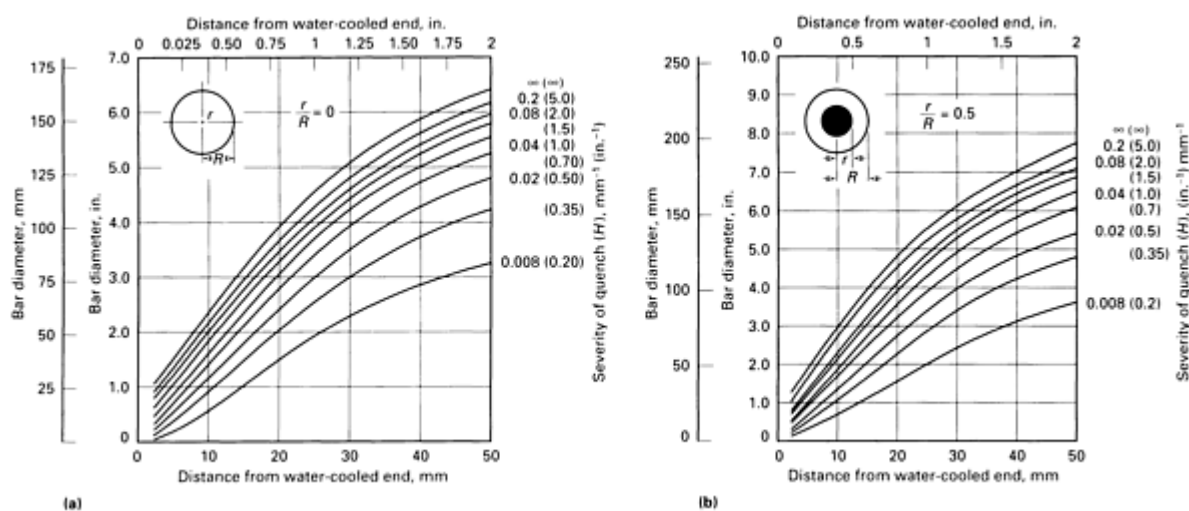 Distance from water-cooled end, in.
0 0.025 0.50 0.75 1 1.25 1.5 1.75 2
175
150
125
100
75
50
25
Bar diameter, mm
7.0
6.0
5.0
4.0
3.0
2.0
1.0
0
Bar diameter, in.
r
R
r/R = 0
∞ (∞)
0.2 (5.0)
0.08 (2.0)
(1.5)
0.04 (1.0)
(0.70)
0.02 (0.50)
(0.35)
0.008 (0.20)
Severity of quench (H), mm⁻¹ (in.⁻¹)
0 10 20 30 40 50
Distance from water-cooled end, mm
(a)
Distance from water-cooled end, in.
0 0.5 1 1.5 2
250
200
150
100
50
0
Bar diameter, mm
10.0
9.0
8.0
7.0
6.0
5.0
4.0
3.0
2.0
1.0
0
Bar diameter, in.
r
R
r/R = 0.5
∞ (∞)
0.2 (5.0)
0.08 (2.0)
(1.5)
0.04 (1.0)
(0.7)
0.02 (0.5)
(0.35)
0.008 (0.2)
Severity of quench (H), (in.⁻¹) mm⁻¹
0 10 20 30 40 50
Distance from water-cooled end, mm
(b)